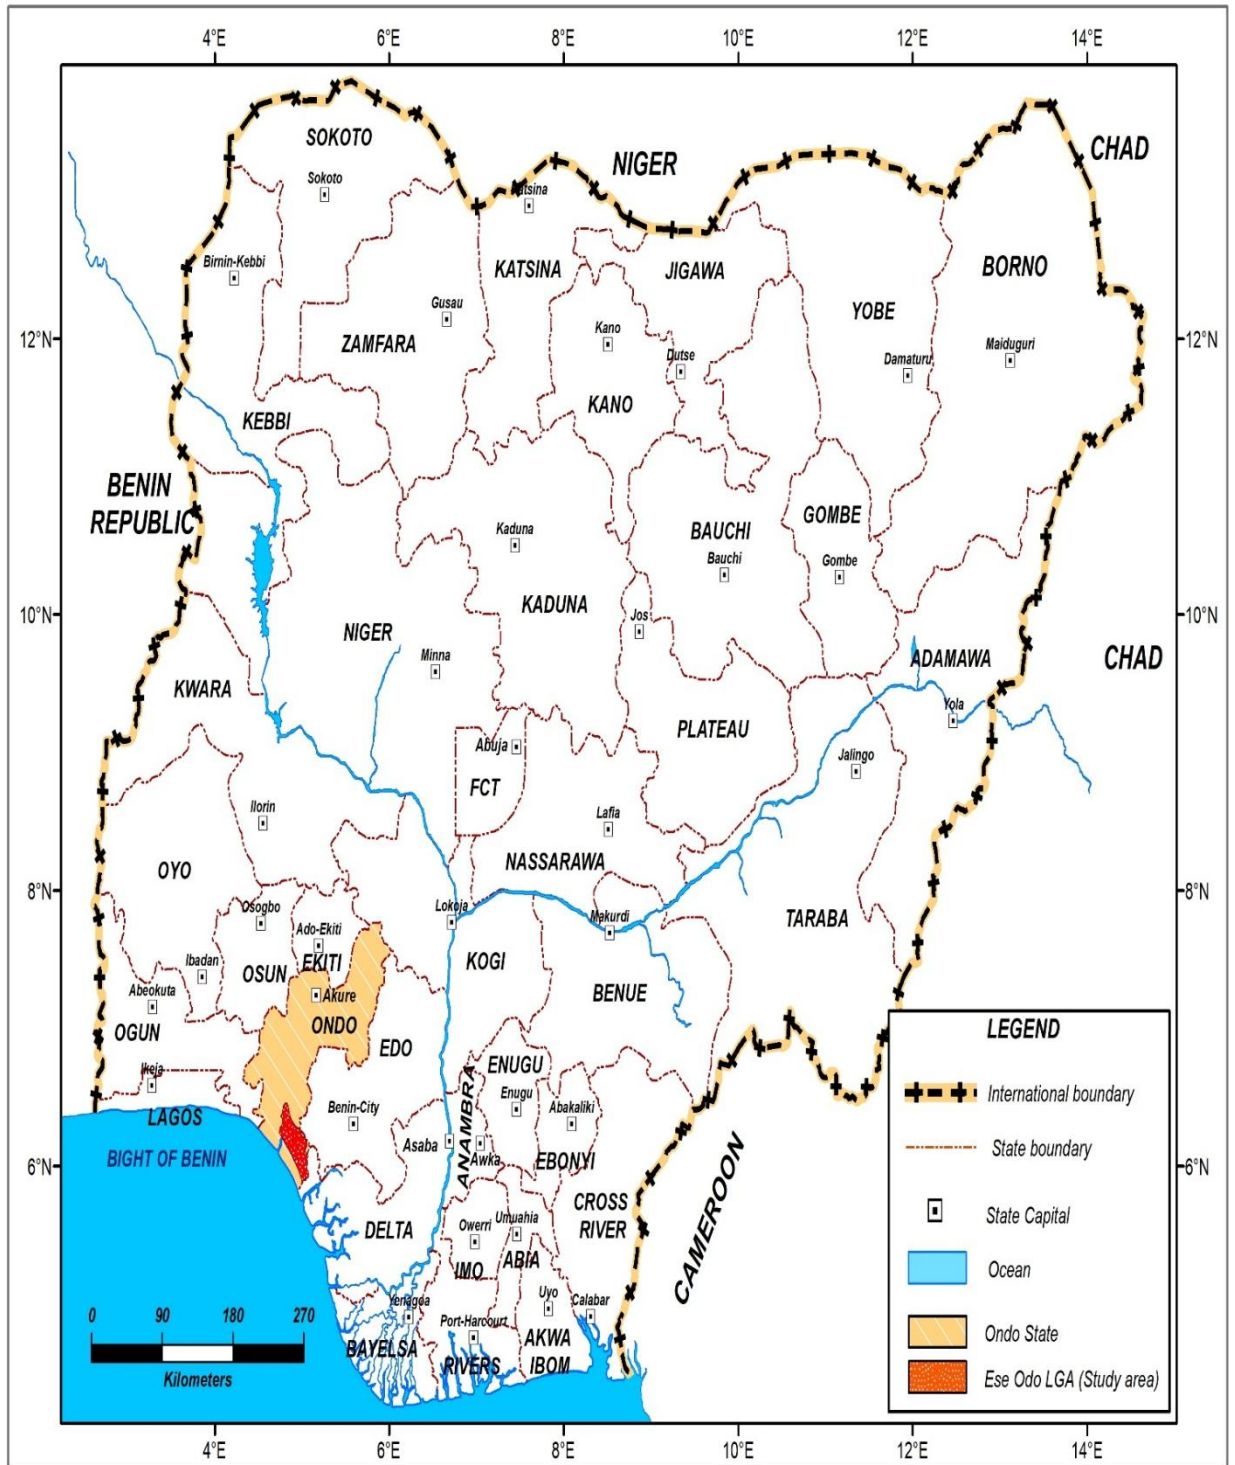 4°E 6°E 8°E 10°E 12°E 14°E
SOKOTO
CHAD
NIGER
Sokoto
Katsina
Birnin-Kebbi
KATSINA
JIGAWA
BORNO
Gusau
YOBE
12°N
ZAMFARA
Kano
Dutse
Damaturu
Maiduguri
12°N
KEBBI
KANO
BENIN
REPUBLIC
GOMBE
BAUCHI
Kaduna
Bauchi
Gombe
10°N
NIGER
KADUNA
Jos
10°N
Minna
ADAMAWA
CHAD
KWARA
Yola
PLATEAU
Abuja
Jalingo
FCT
Ilorin
Lafia
OYO
NASSARAWA
8°N
8°N
Osogbo
Lokoja
Makurdi
TARABA
Ado-Ekiti
Ibadan
OSUN
EKITI
KOGI
Abeokuta
Akure
BENUE
OGUN
ONDO
EDO
Ikeja
ENUGU
Enugu
Abakaliki
LAGOS
Benin-City
ANAMBRA
Asaba
Awka
BIGHT OF BENIN
6°N
EBONYI
6°N
CROSS
RIVER
CAMEROON
DELTA
Owerri
Umuahia
IMO
ABIA
Yenagoa
Uyo
Calabar
Port-Harcourt
BAYELSA
RIVERS
AKWA
IBOM
0 90 180 270
Kilometers
LEGEND
International boundary
State boundary
State Capital
Ocean
Ondo State
Ese Odo LGA (Study area)
4°E 6°E 8°E 10°E 12°E 14°E